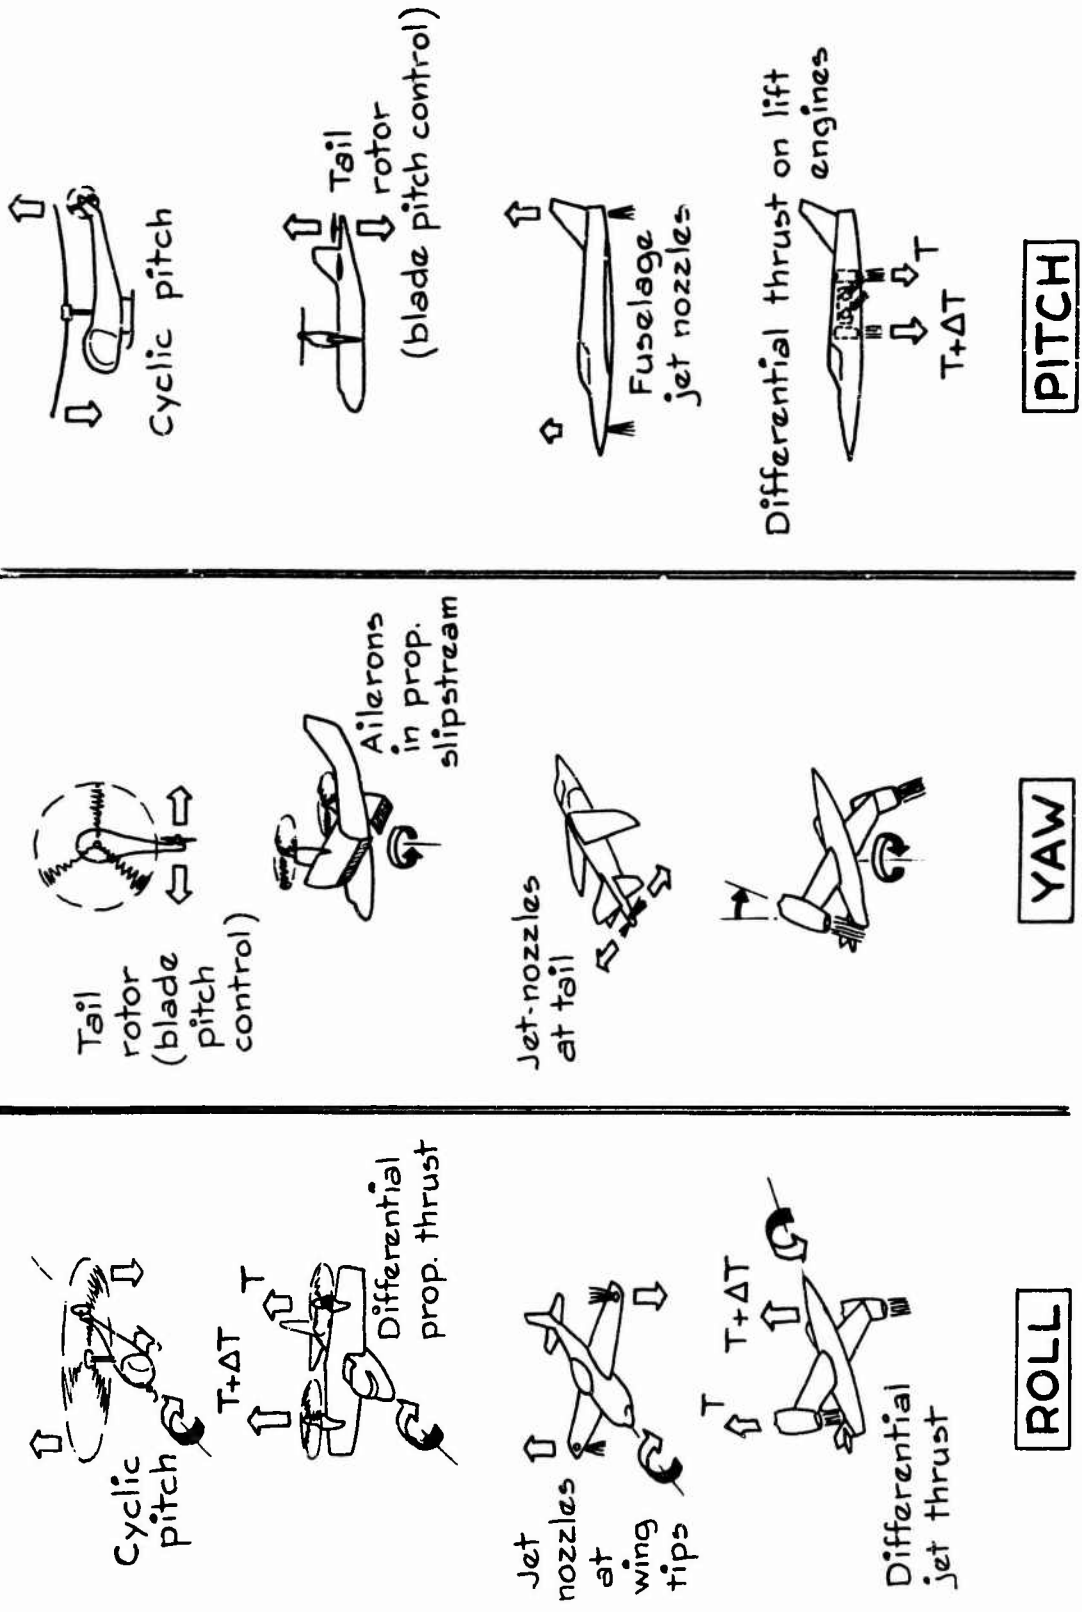 Cyclic
pitch
T+ΔT
T
Differential
prop. thrust
Jet
nozzles
at
wing
tips
T
T+ΔT
Differential
jet thrust
ROLL
Tail
rotor
(blade
pitch
control)
Ailerons
in prop.
slipstream
Jet-nozzles
at tail
YAW
Cyclic pitch
Tail
rotor
(blade pitch control)
Fuselage
jet nozzles
Differential thrust on lift
engines
T+ΔT
T
PITCH